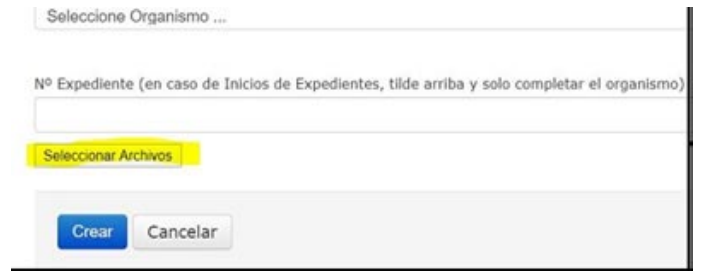 Seleccione Organismo ...
Nº Expediente (en caso de Inicios de Expedientes, tilde arriba y solo completar el organismo)
Seleccionar Archivos
Crear Cancelar